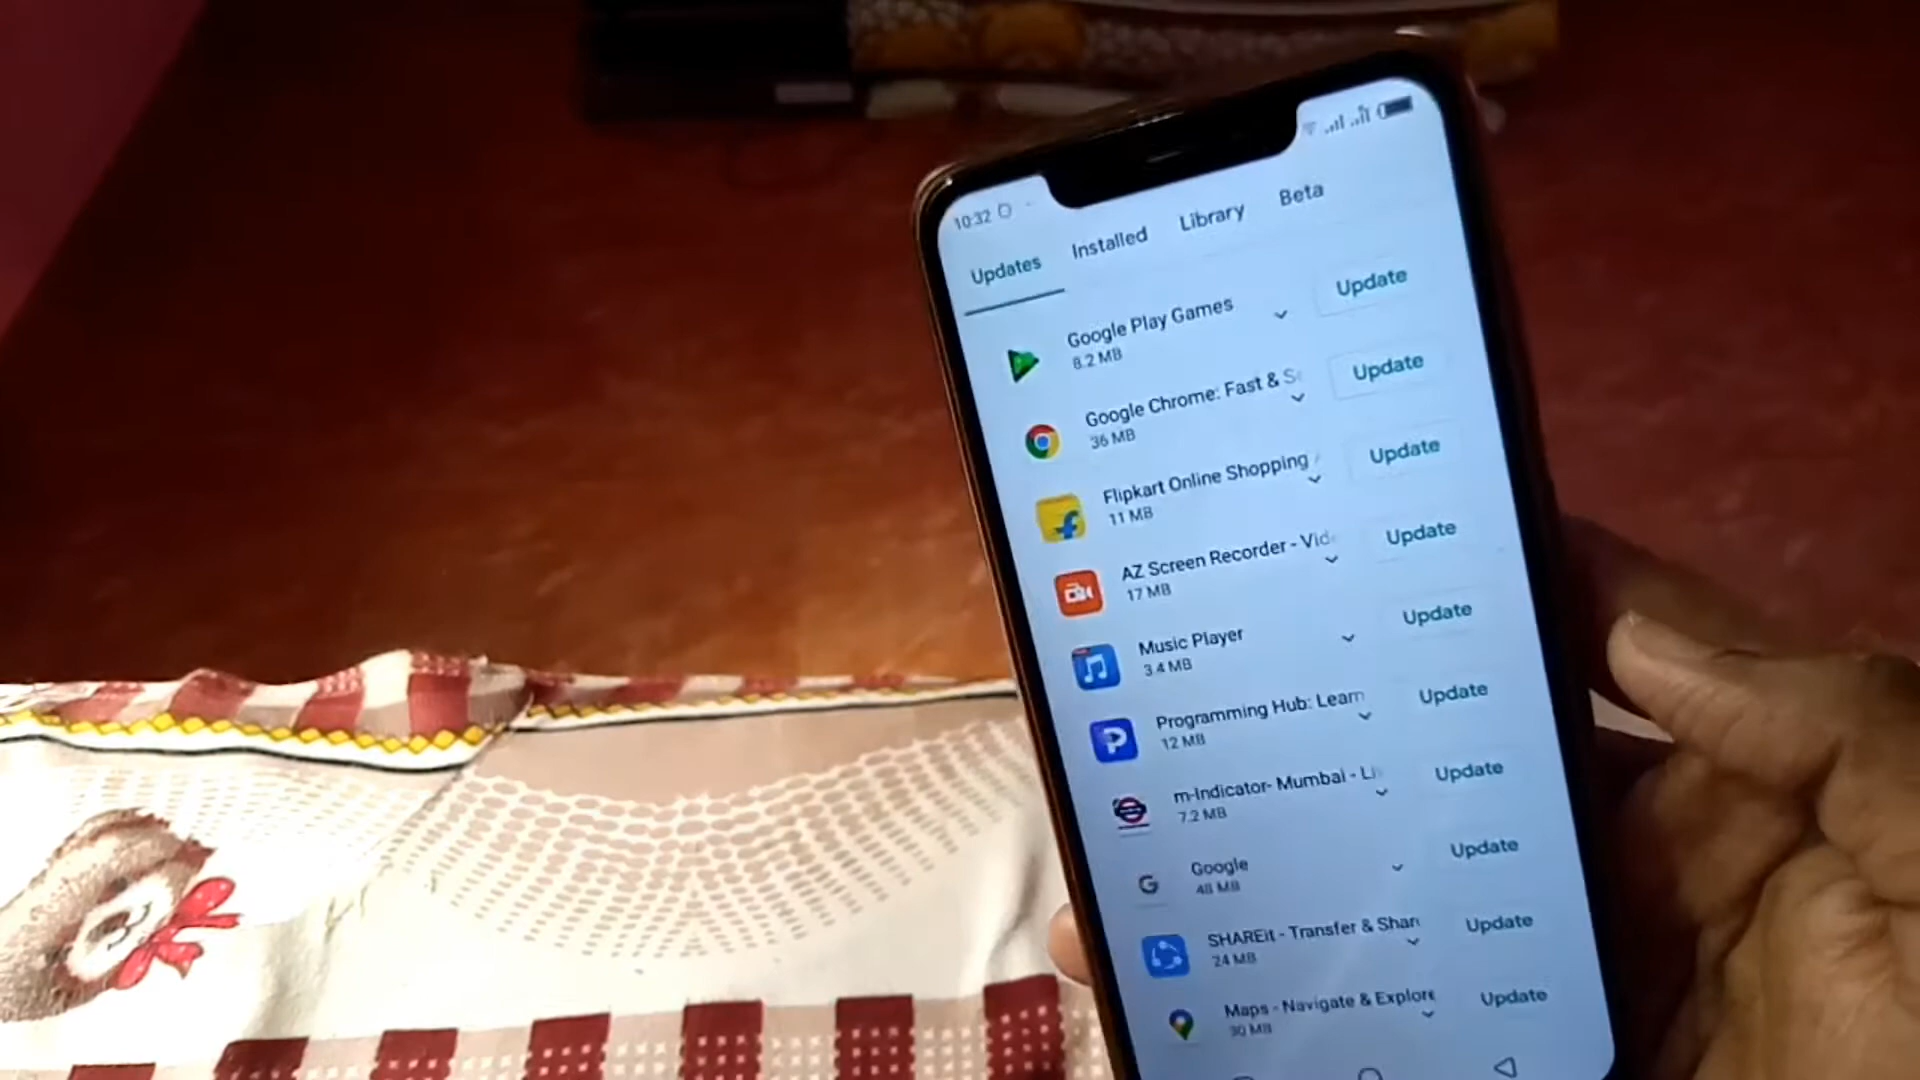 10:32
Updates Installed Library Beta
Google Play Games
8.2 MB
Update
Google Chrome: Fast & Se
36 MB
Update
Flipkart Online Shopping
11 MB
Update
AZ Screen Recorder - Vid
17 MB
Update
Music Player
3.4 MB
Update
Programming Hub: Learn
12 MB
Update
m-Indicator- Mumbai - Li
7.2 MB
Update
G
Google
48 MB
Update
SHAREit - Transfer & Shar
24 MB
Update
Maps - Navigate & Explore
30 MB
Update